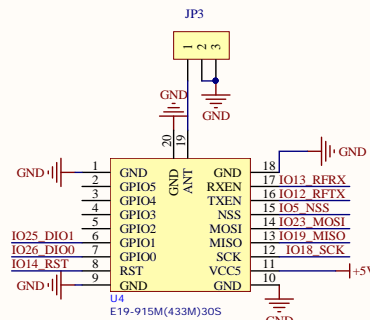 JP3
1 2 3
GND
GND
20 19
1 GND GND ANT GND 18 GND
GND
2 GPIO5 RXEN 17 IO13_RFRX
3 GPIO4 TXEN 16 IO12_RFTX
4 GPIO3 NSS 15 IO5_NSS
5 GPIO2 MOSI 14 IO23_MOSI
IO25_DIO1 6 GPIO1 MISO 13 IO19_MISO
IO26_DIO0 7 GPIO0 SCK 12 IO18_SCK
IO14_RST 8 RST VCC5 11 +5V
GND 9 GND GND 10
U4
GND
E19-915M(433M)30S